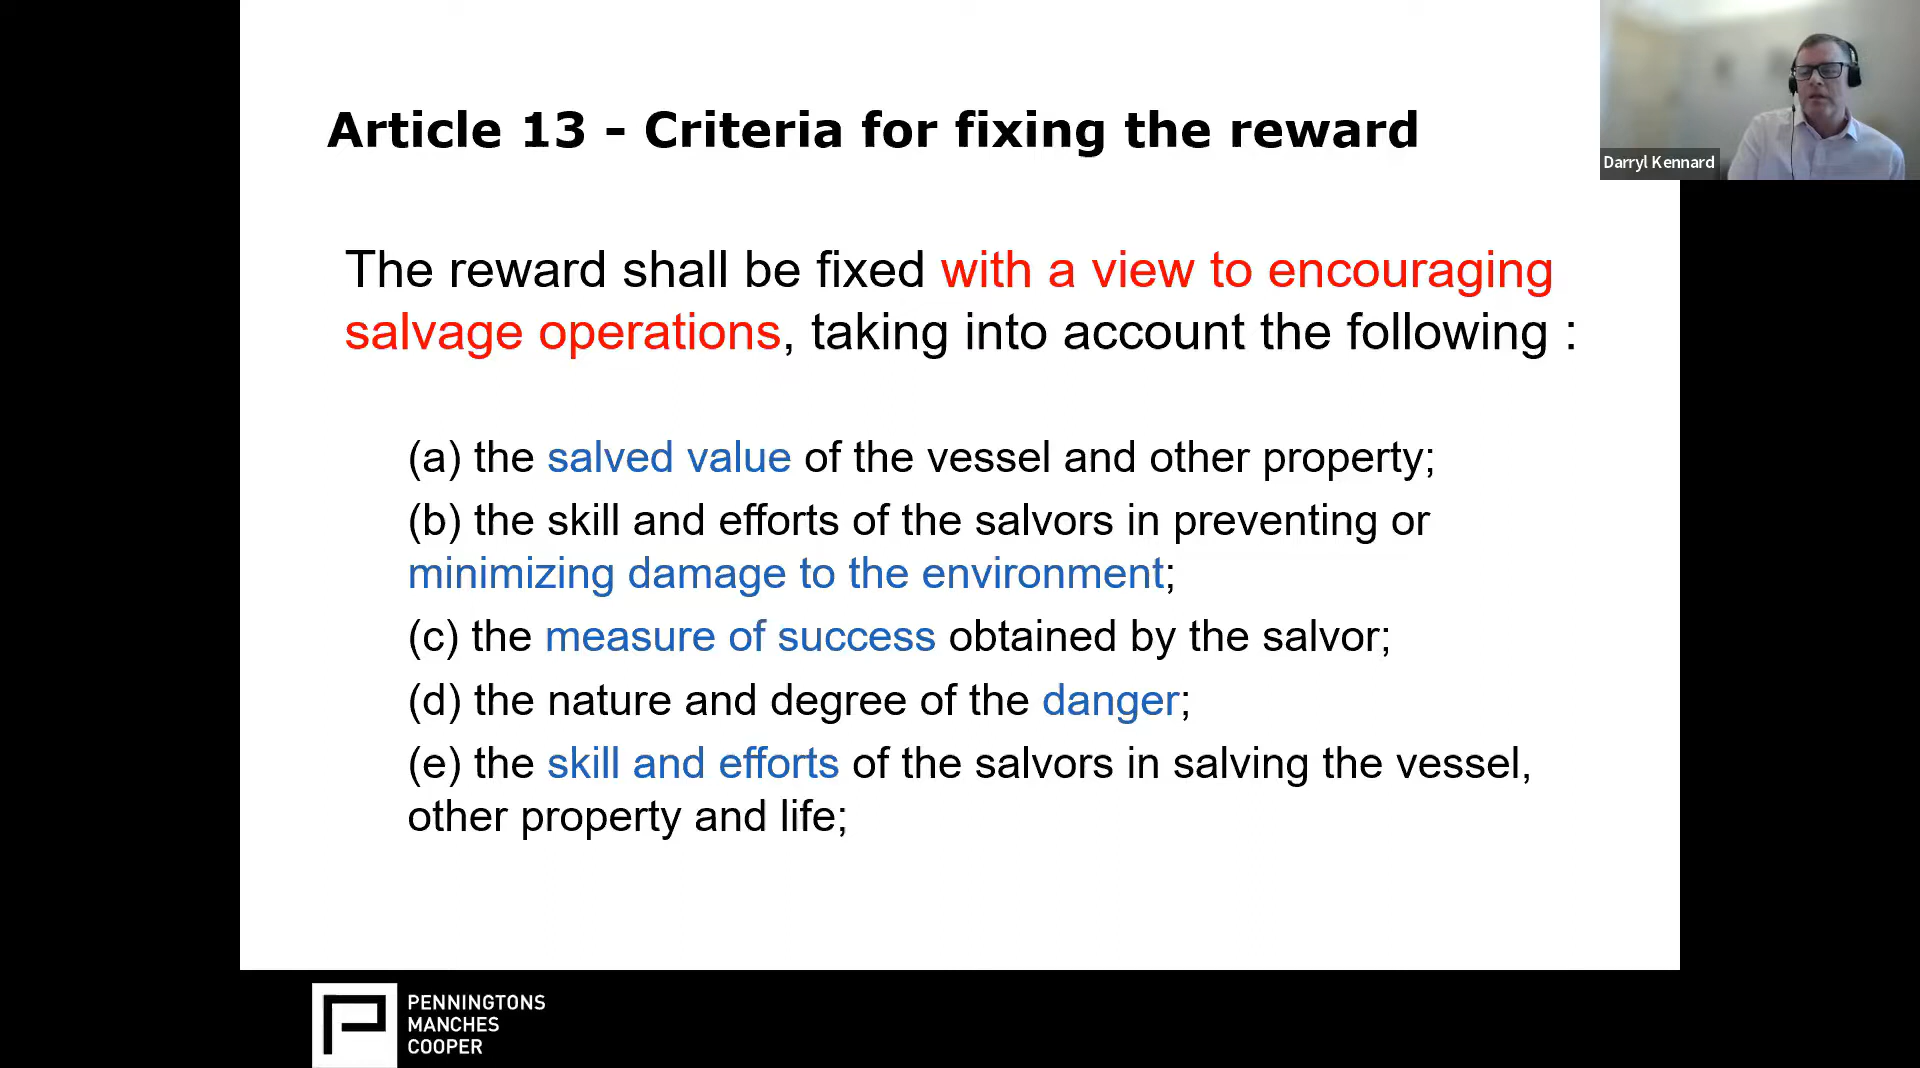 Article 13 - Criteria for fixing the reward
Darryl Kennard
The reward shall be fixed with a view to encouraging
salvage operations, taking into account the following :
(a) the salved value of the vessel and other property;
(b) the skill and efforts of the salvors in preventing or
minimizing damage to the environment;
(c) the measure of success obtained by the salvor;
(d) the nature and degree of the danger;
(e) the skill and efforts of the salvors in salving the vessel,
other property and life;
PENNINGTONS
MANCHES
COOPER